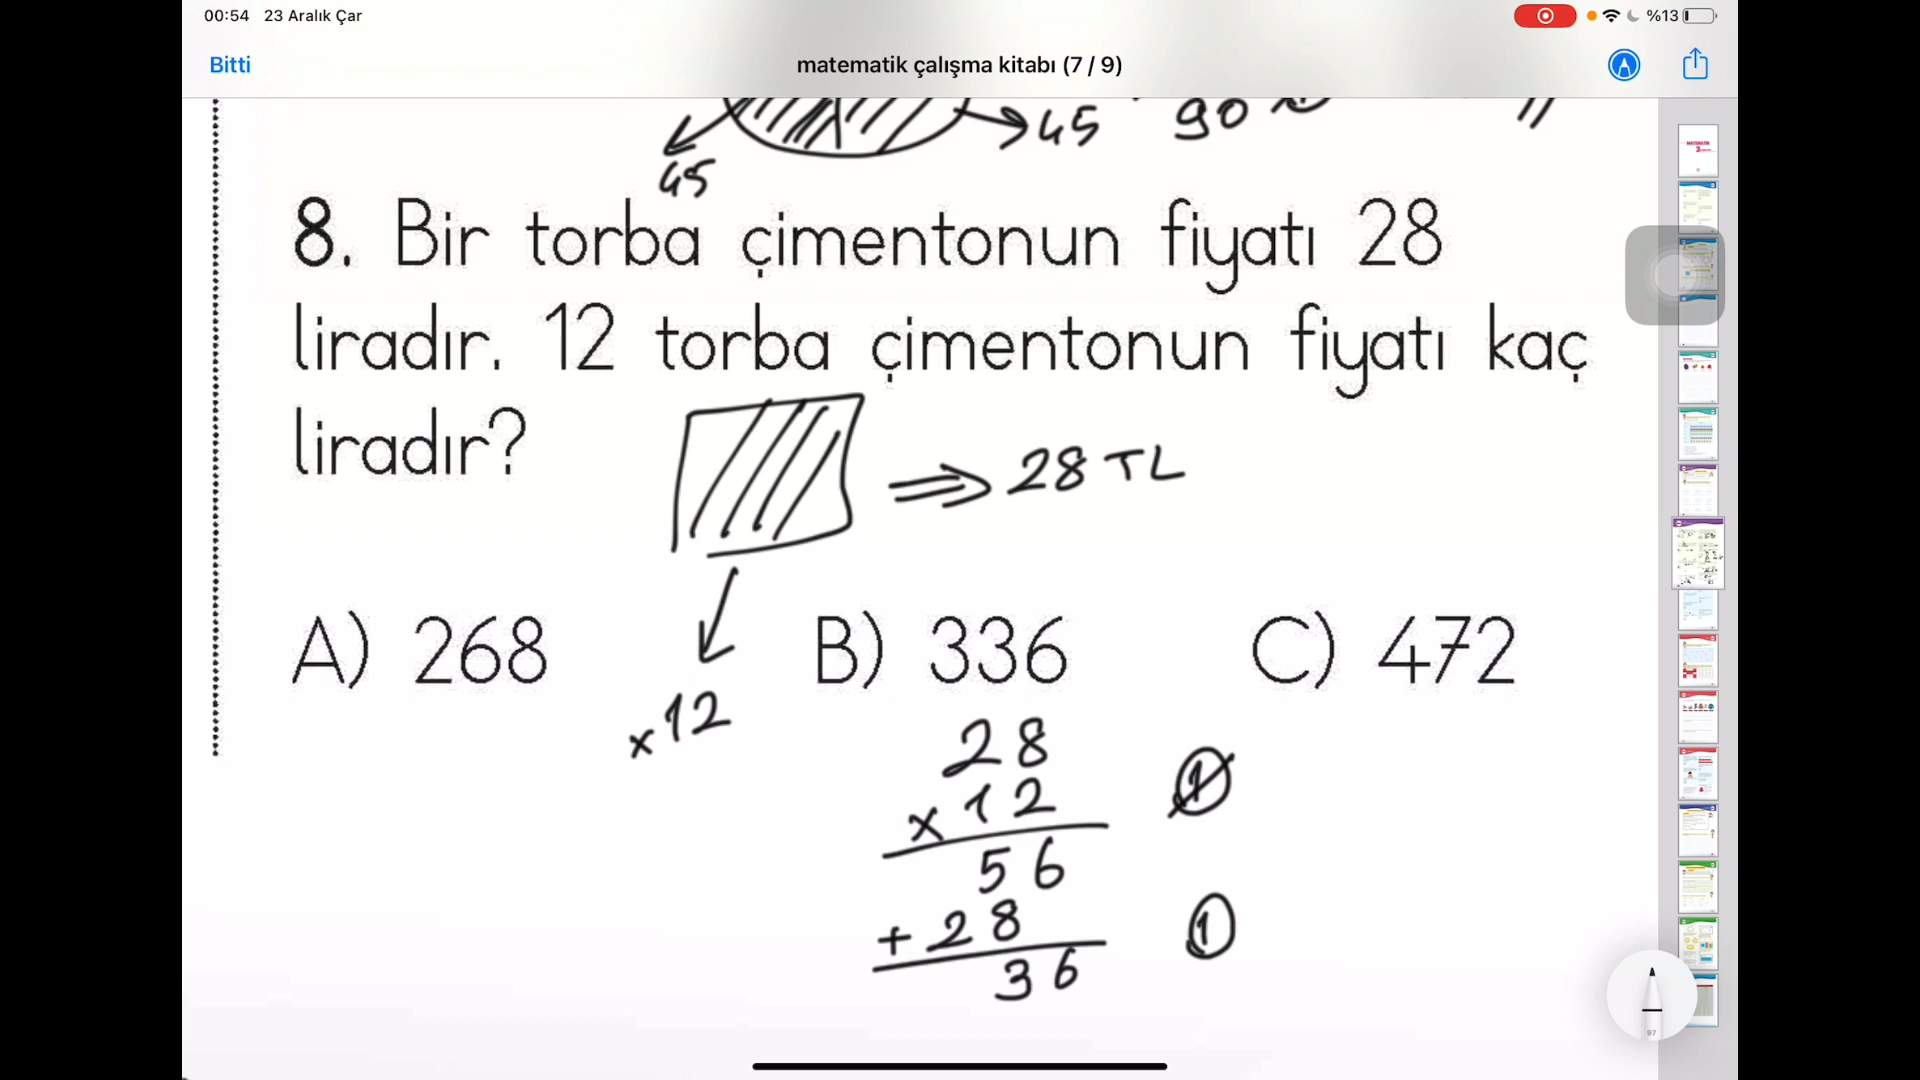 00:54 23 Aralık Çar
%13
Bitti
matematik çalışma kitabı (7 / 9)
45
45
90
8. Bir torba çimentonun fiyatı 28
liradır. 12 torba çimentonun fiyatı kaç
liradır?
28 TL
A) 268 B) 336 C) 472
x12
28
x 12
1
56
+ 28
1
36
97